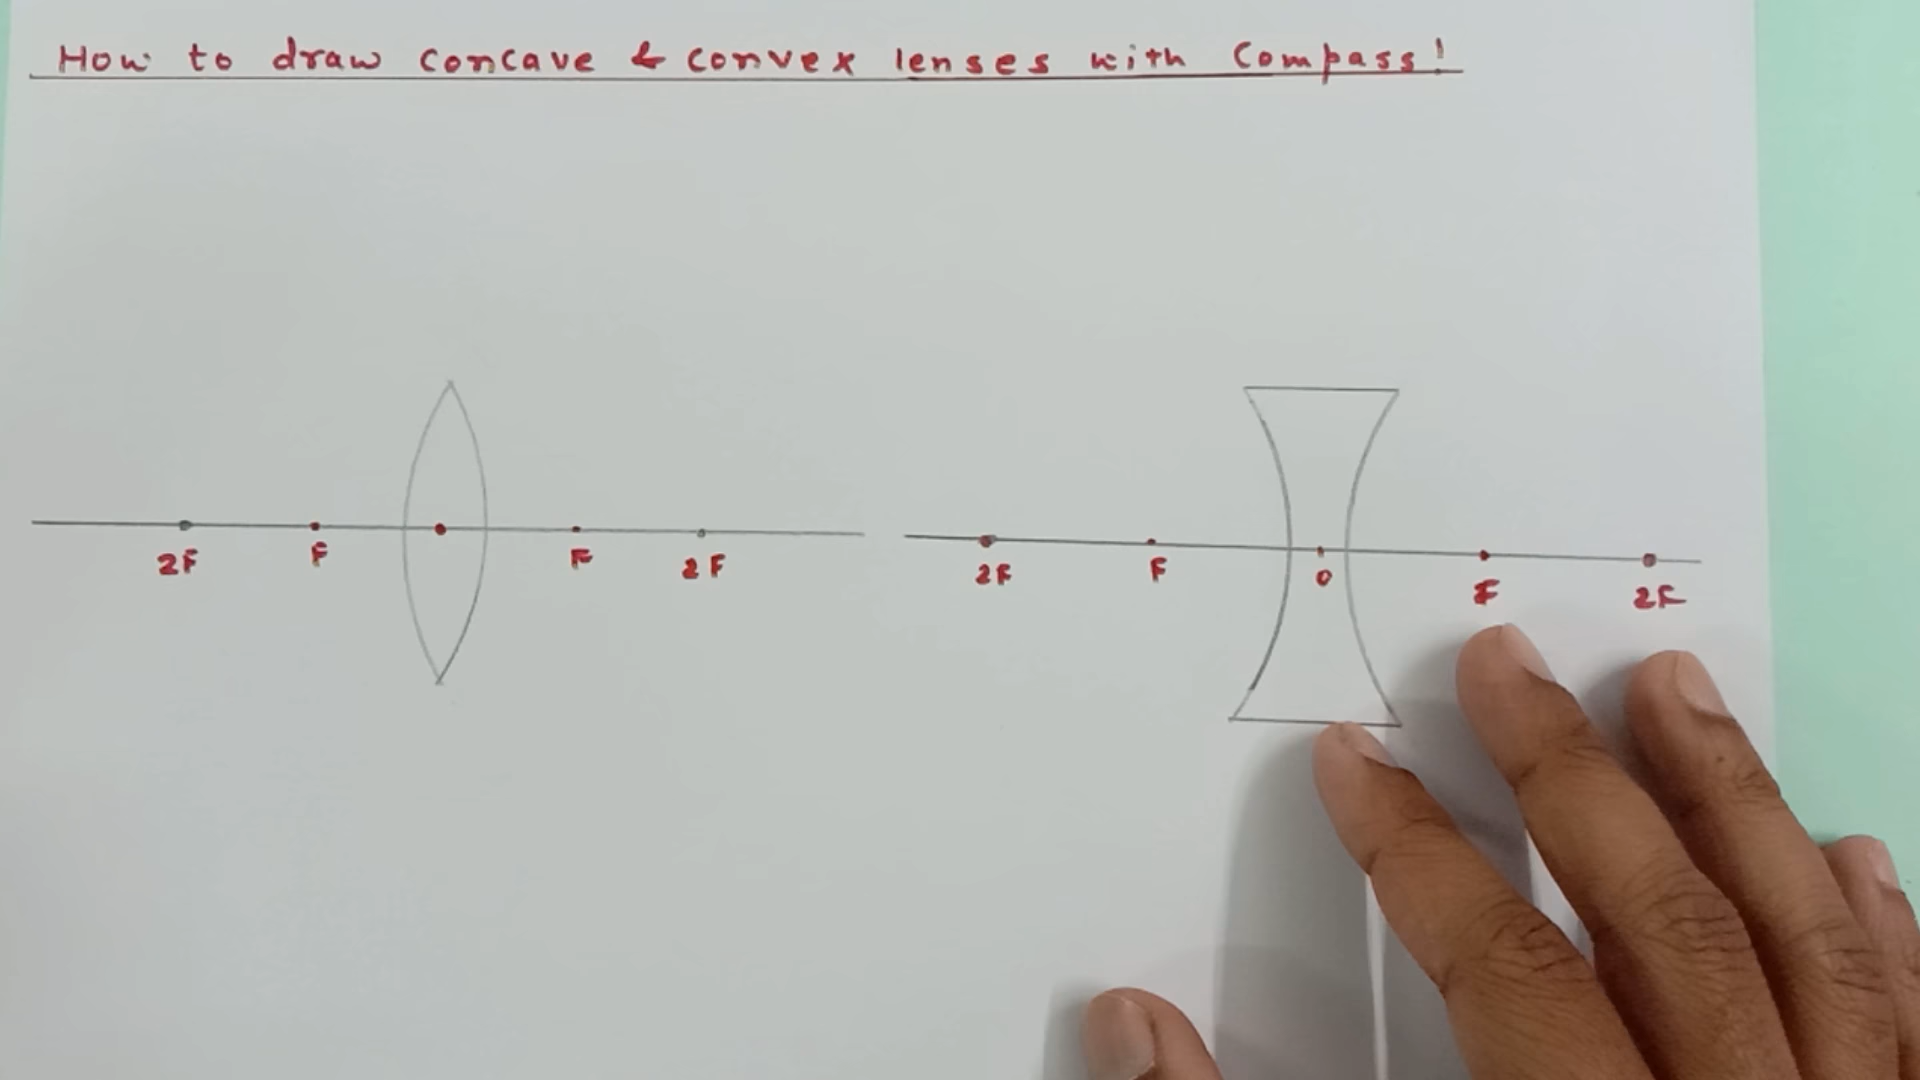 How to draw concave & convex lenses with Compass!
2F F F 2F
2F F O F 2F